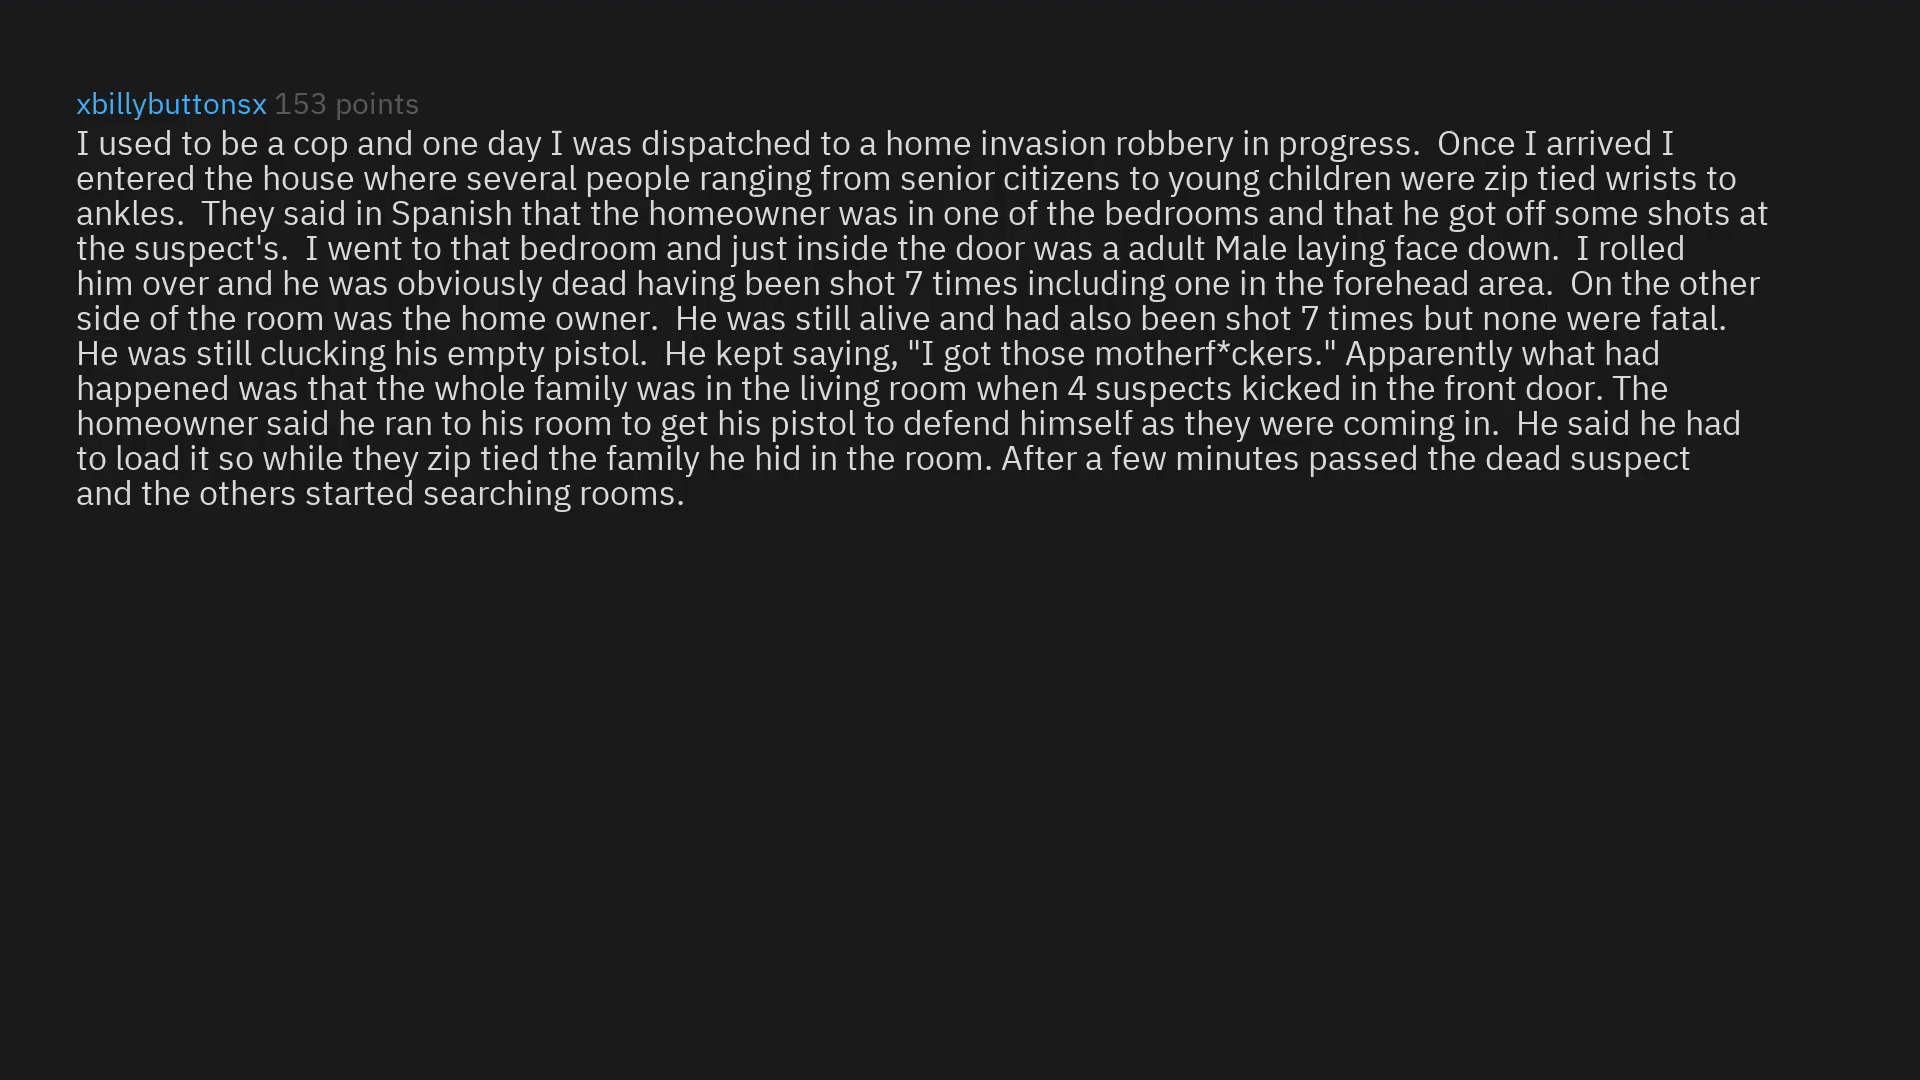 xbillybuttonsx 153 points
I used to be a cop and one day I was dispatched to a home invasion robbery in progress.  Once I arrived I
entered the house where several people ranging from senior citizens to young children were zip tied wrists to
ankles.  They said in Spanish that the homeowner was in one of the bedrooms and that he got off some shots at
the suspect's.  I went to that bedroom and just inside the door was a adult Male laying face down.  I rolled
him over and he was obviously dead having been shot 7 times including one in the forehead area.  On the other
side of the room was the home owner.  He was still alive and had also been shot 7 times but none were fatal.
He was still clucking his empty pistol.  He kept saying, "I got those motherf*ckers." Apparently what had
happened was that the whole family was in the living room when 4 suspects kicked in the front door. The
homeowner said he ran to his room to get his pistol to defend himself as they were coming in.  He said he had
to load it so while they zip tied the family he hid in the room. After a few minutes passed the dead suspect
and the others started searching rooms.